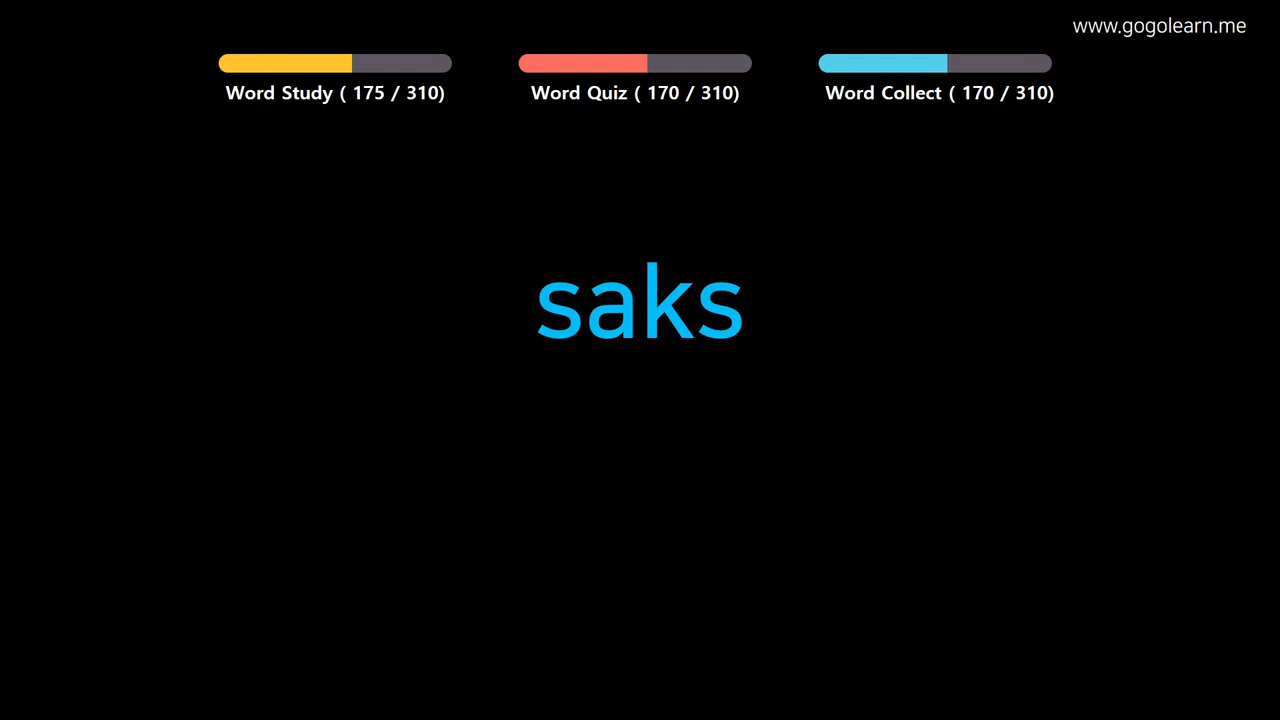 www.gogolearn.me
Word Study ( 175 / 310)
Word Quiz ( 170 / 310)
Word Collect ( 170 / 310)
saks